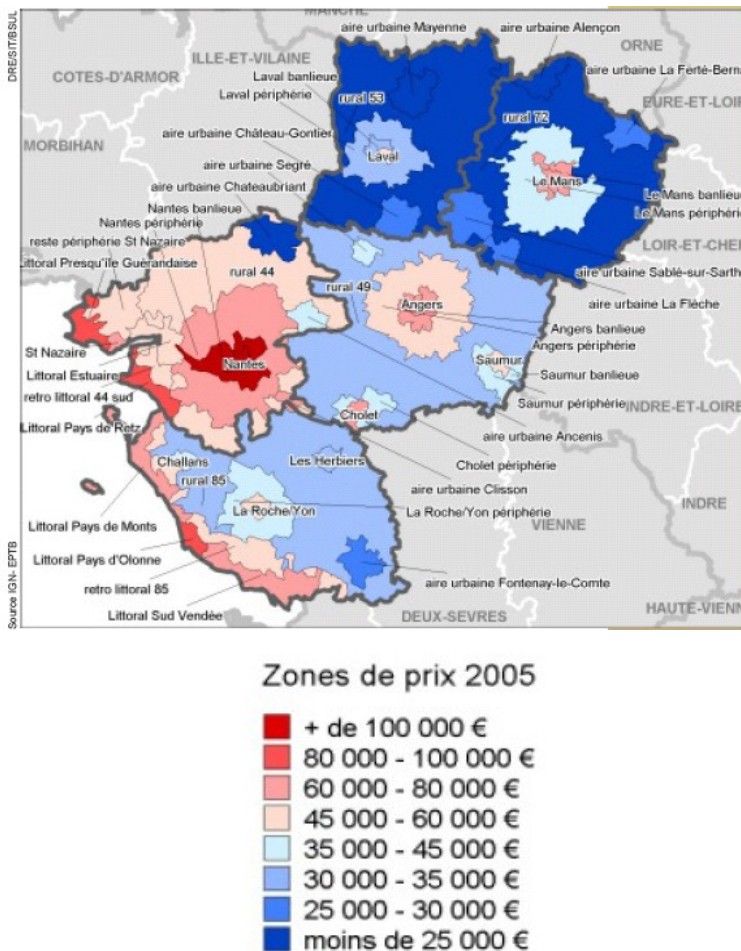 DRE/SIT/BSUL
MANCHE
aire urbaine Mayenne
aire urbaine Alençon
ILLE-ET-VILAINE
ORNE
COTES-D'ARMOR
Laval banlieue
aire urbaine La Ferté-Berna
Laval périphérie
rural 53
EURE-ET-LOIR
aire urbaine Château-Gontier
rural 72
MORBIHAN
Laval
aire urbaine Segré
Le Mans
aire urbaine Chateaubriant
Le Mans banlieue
Nantes banlieue
Le Mans périphérie
Nantes périphérie
reste périphérie St Nazaire
LOIR-ET-CHER
Littoral Presqu'île Guérandaise
rural 44
aire urbaine Sablé-sur-Sarth
rural 49
aire urbaine La Flèche
Angers
Angers banlieue
Angers périphérie
St Nazaire
Nantes
Saumur
Littoral Estuaire
Saumur banlieue
retro littoral 44 sud
Saumur périphérie
INDRE-ET-LOIRE
Cholet
Littoral Pays de Retz
aire urbaine Ancenis
Challans
Les Herbiers
Cholet périphérie
rural 85
aire urbaine Clisson
INDRE
La Roche/Yon
La Roche/Yon périphérie
Littoral Pays de Monts
VIENNE
Littoral Pays d'Olonne
aire urbaine Fontenay-le-Comte
retro littoral 85
Littoral Sud Vendée
DEUX-SEVRES
HAUTE-VIENN
Source IGN- EPTB
Zones de prix 2005
+ de 100 000 €
80 000 - 100 000 €
60 000 - 80 000 €
45 000 - 60 000 €
35 000 - 45 000 €
30 000 - 35 000 €
25 000 - 30 000 €
moins de 25 000 €